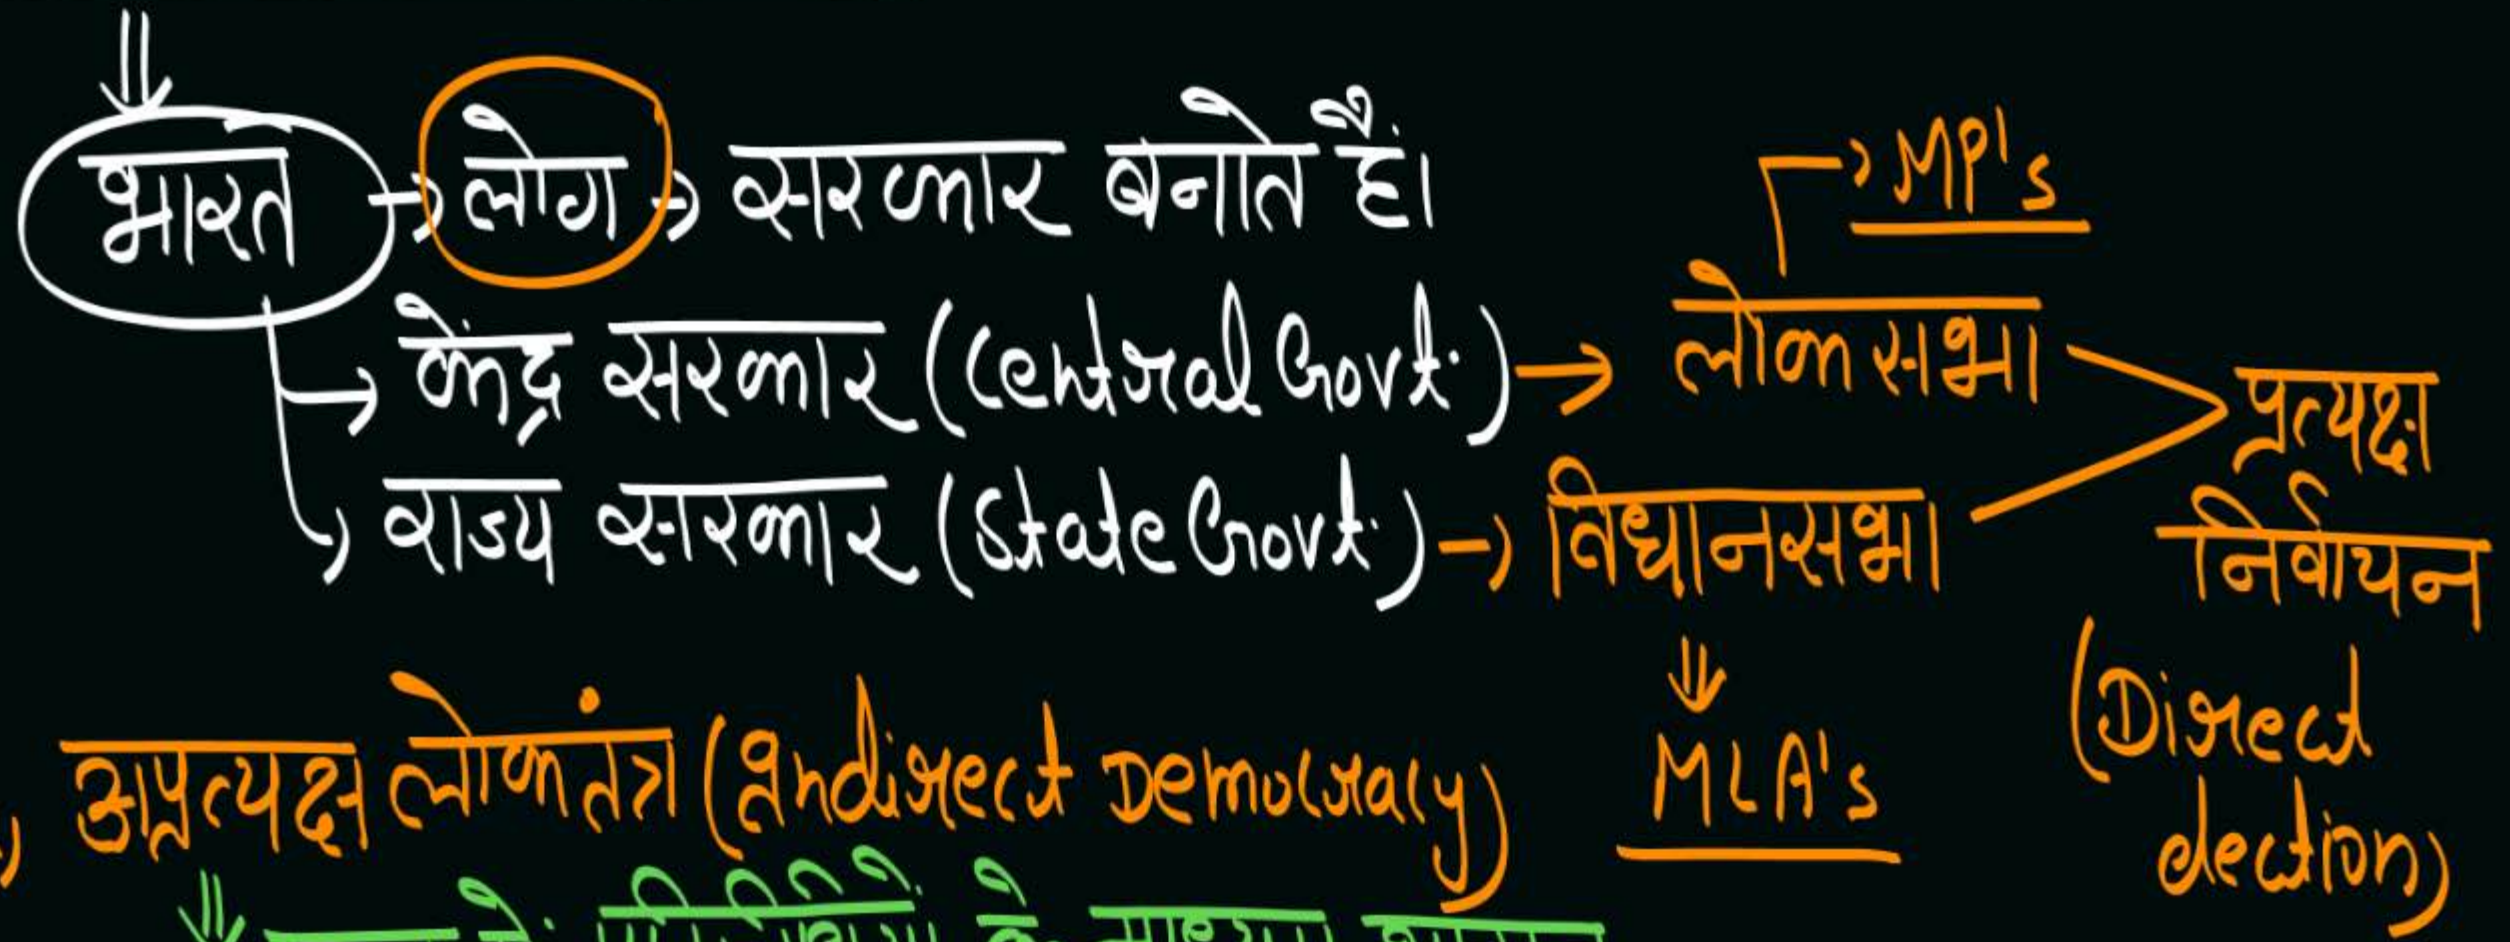 भारत → लोग → सरकार बनाते हैं।
→ MP's
→ केंद्र सरकार (Central Govt.) → लोकसभा
→ राज्य सरकार (State Govt.) → विधानसभा
प्रत्यक्ष
निर्वाचन
(Direct
election)
⇓
MLA's
→ अप्रत्यक्ष लोकतंत्र (Indirect Democracy)